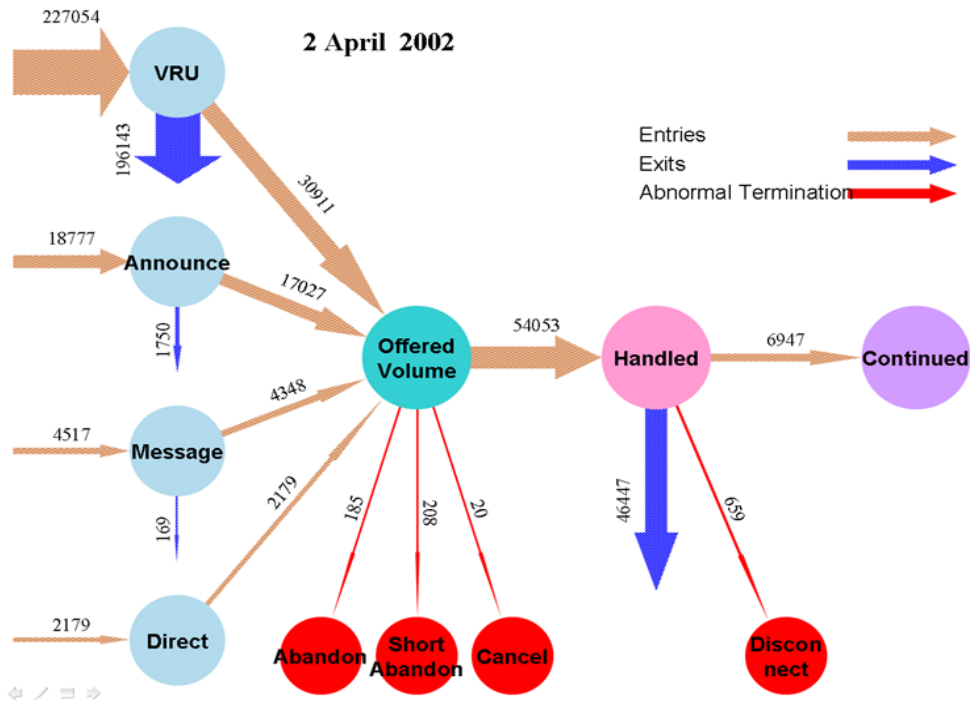 227054
2 April 2002
VRU
196143
30911
Entries
Exits
Abnormal Termination
18777
Announce
17027
1750
Offered
Volume
54053
Handled
6947
Continued
4517
Message
4348
169
2179
185
208
20
46447
659
2179
Direct
Abandon
Short
Abandon
Cancel
Discon
nect